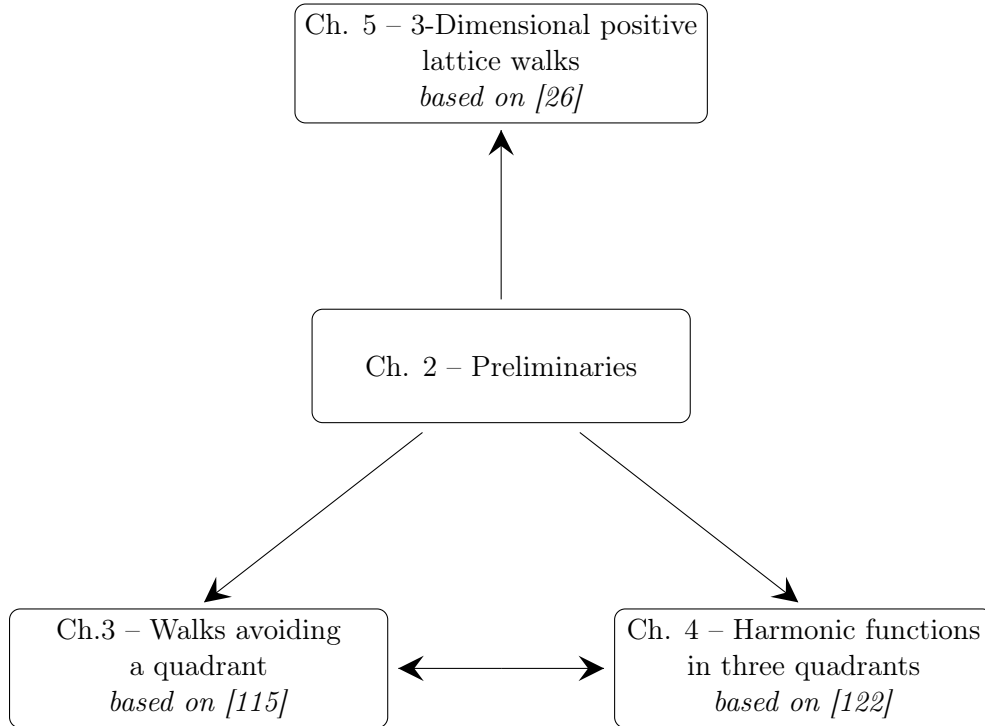 Ch. 5 – 3-Dimensional positive
lattice walks
based on [26]
Ch. 2 – Preliminaries
Ch.3 – Walks avoiding
a quadrant
based on [115]
Ch. 4 – Harmonic functions
in three quadrants
based on [122]